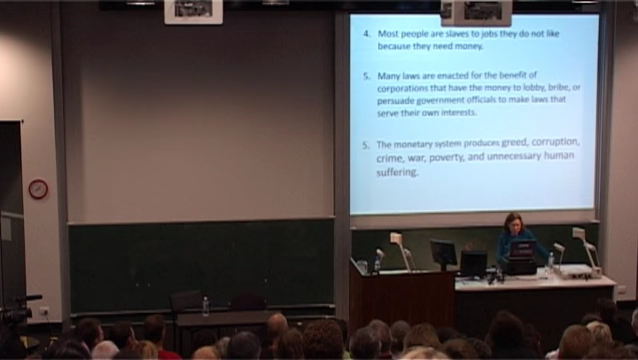 4. Most people are slaves to jobs they do not like
because they need money.
5. Many laws are enacted for the benefit of
corporations that have the money to lobby, bribe, or
persuade government officials to make laws that
serve their own interests.
5. The monetary system produces greed, corruption,
crime, war, poverty, and unnecessary human
suffering.